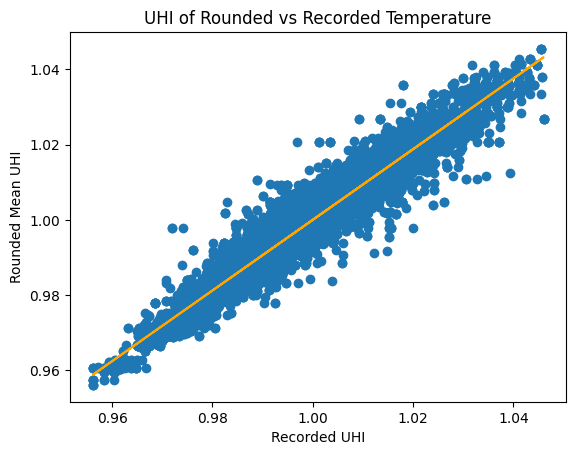 UHI of Rounded vs Recorded Temperature
1.04
1.02
1.00
0.98
0.96
Rounded Mean UHI
0.96 0.98 1.00 1.02 1.04
Recorded UHI